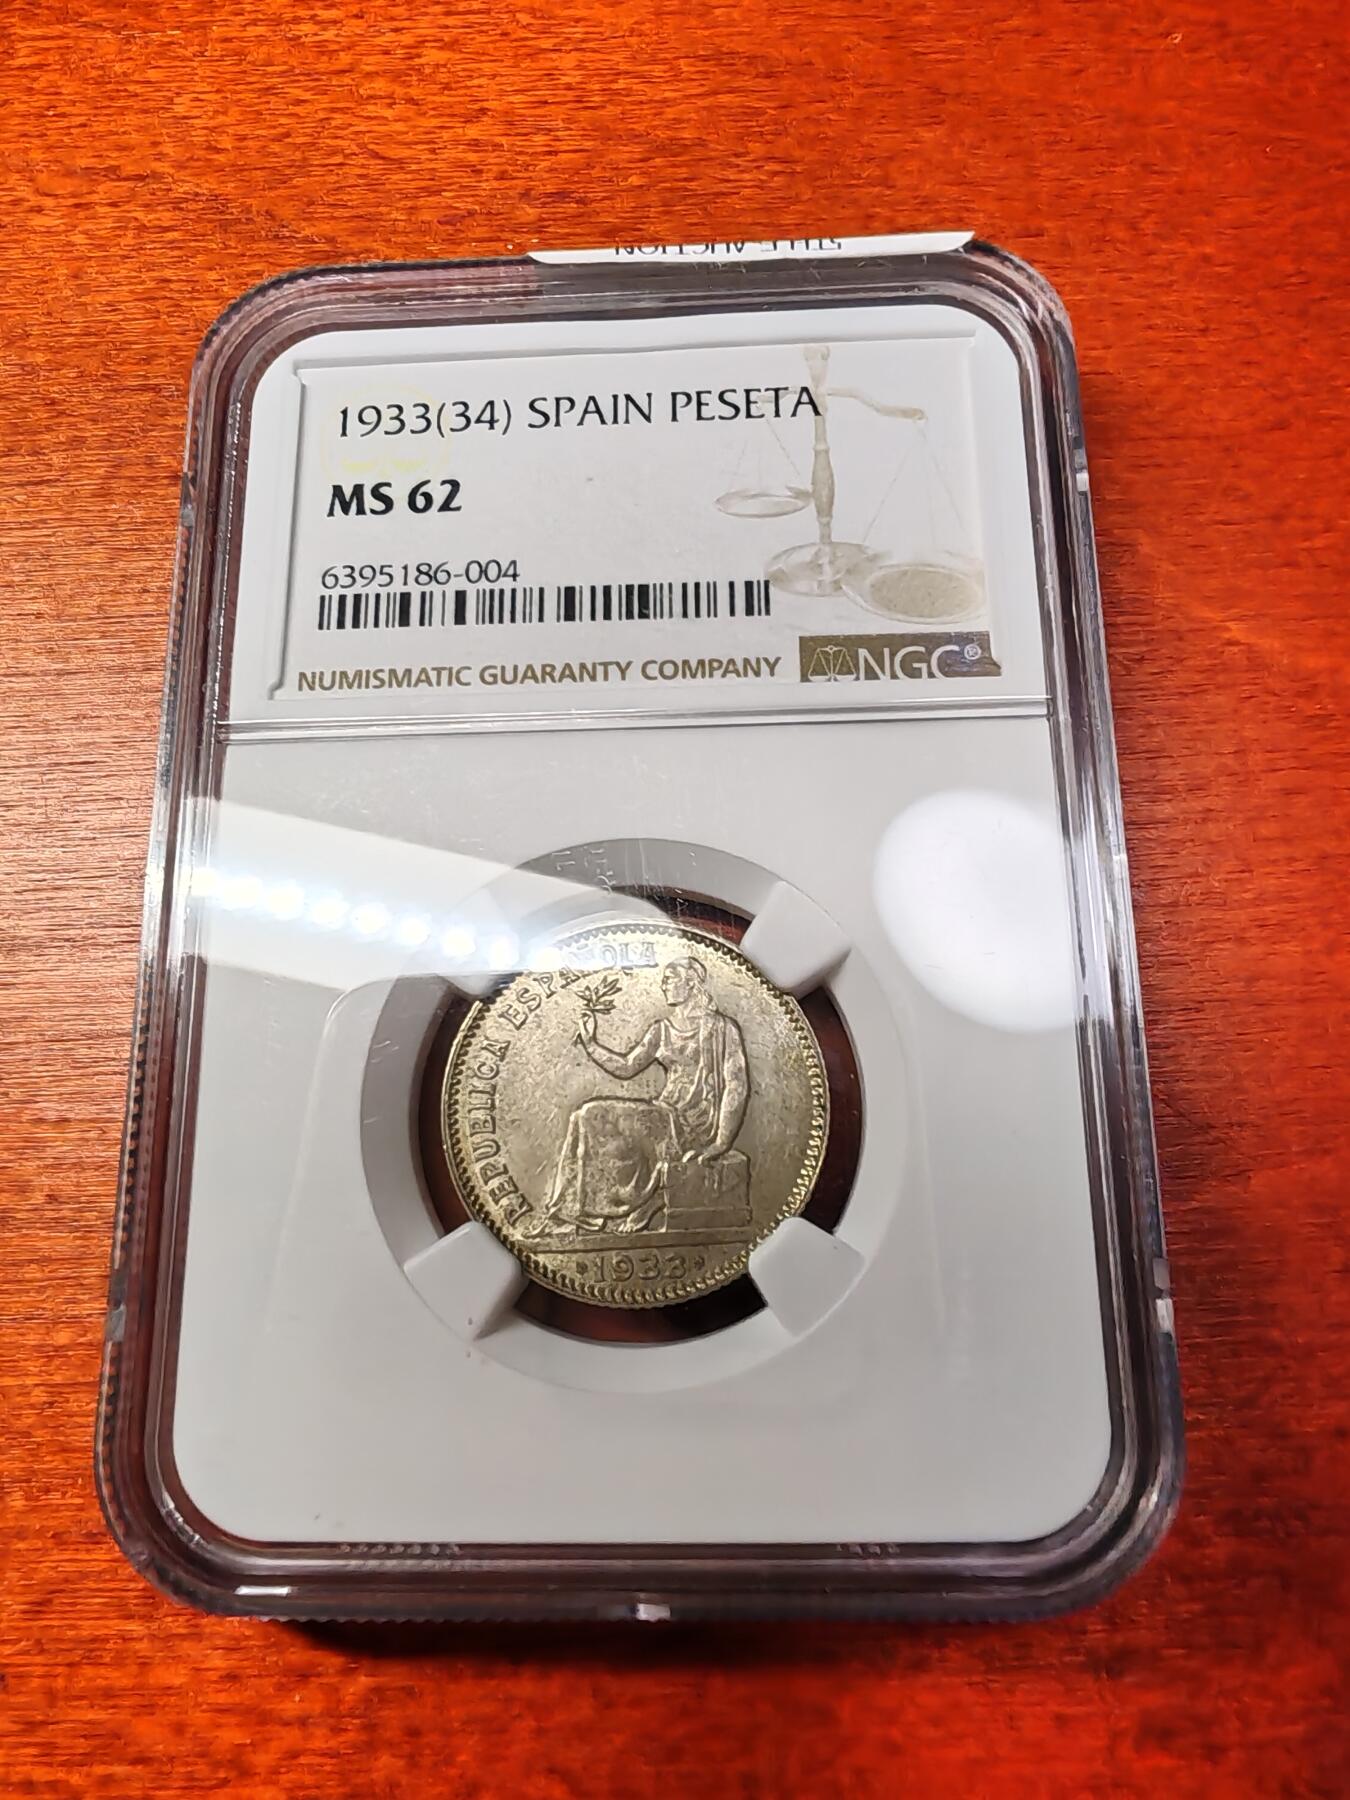 1933(34) SPAIN PESETA
MS 62
6395186-004
NUMISMATIC GUARANTY COMPANY
NGC®
REPUBLICA ESPAÑOLA
*1933*